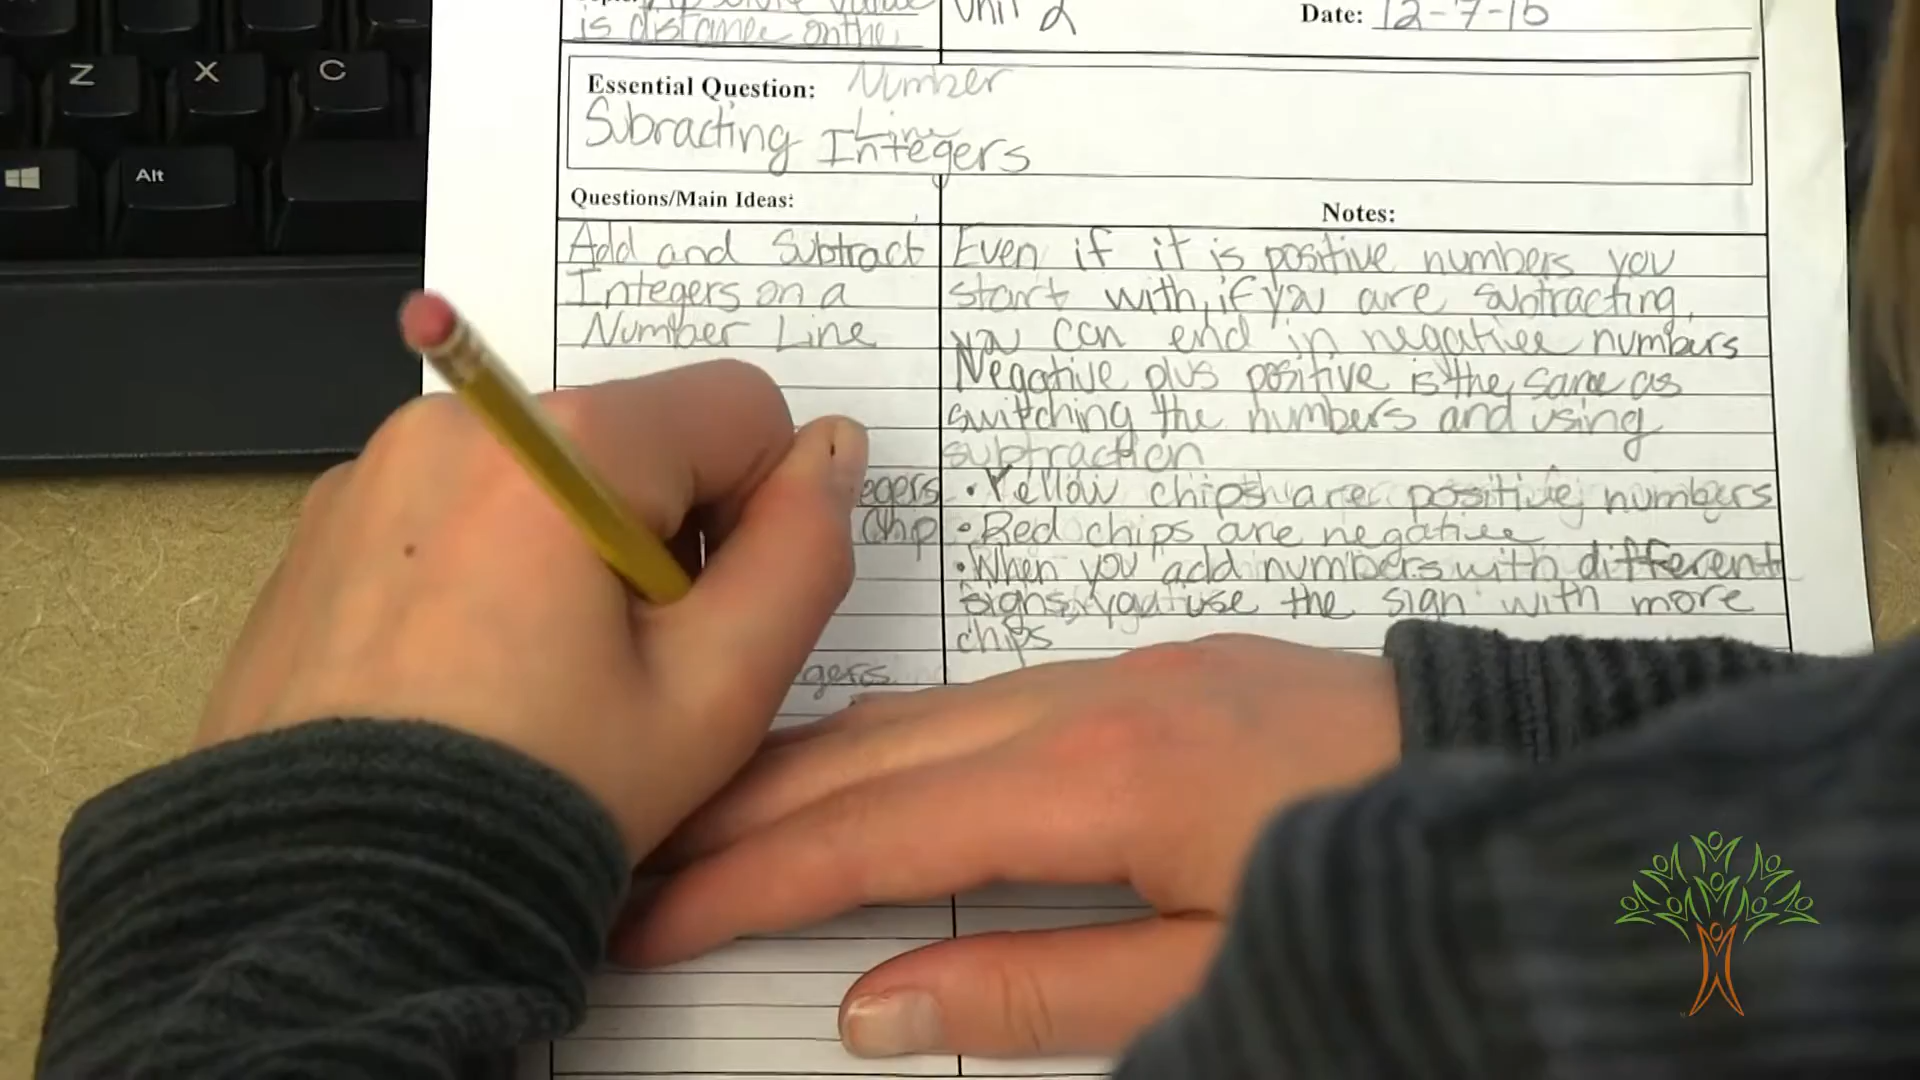 is distance on the
Unit 2
Date: 12-7-16
Essential Question: Number
Line
Subracting Integers
Questions/Main Ideas:
Notes:
Add and Subtract
Integers on a
Number Line
egers
Chip
gers
Even if it is positive numbers you
start with, if you are subtracting,
you can end in negative numbers
Negative plus positive is the same as
switching the numbers and using
subtraction
• Yellow chips are positive numbers
• Red chips are negative
• When you add numbers with different
signs, you use the sign with more
chips
Z
X
C
Alt